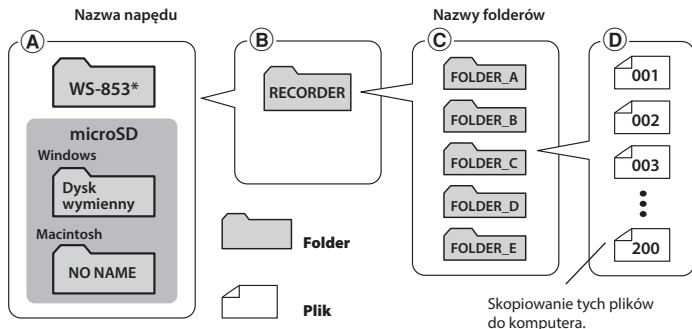 Nazwa napędu
Nazwy folderów
A
WS-853*
microSD
Windows
Dysk
wymienny
Macintosh
NO NAME
B
RECORDER
Folder
Plik
C
FOLDER_A
FOLDER_B
FOLDER_C
FOLDER_D
FOLDER_E
D
001
002
003
200
Skopiowanie tych plików
do komputera.